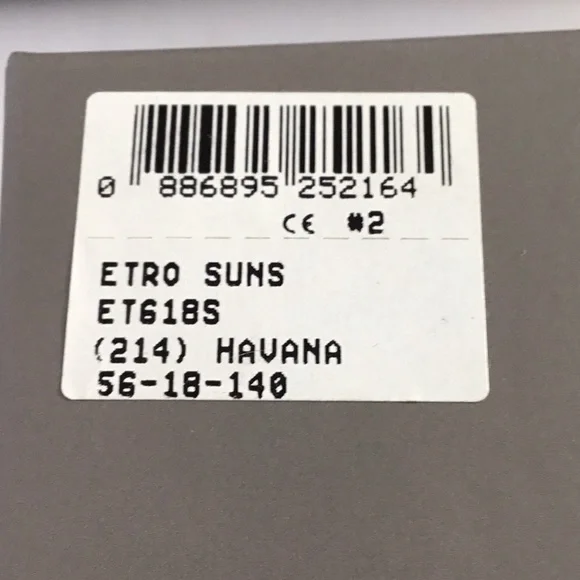 0 886895 252164
CE #2
ETRO SUNS
ET618S
(214) HAVANA
56-18-140